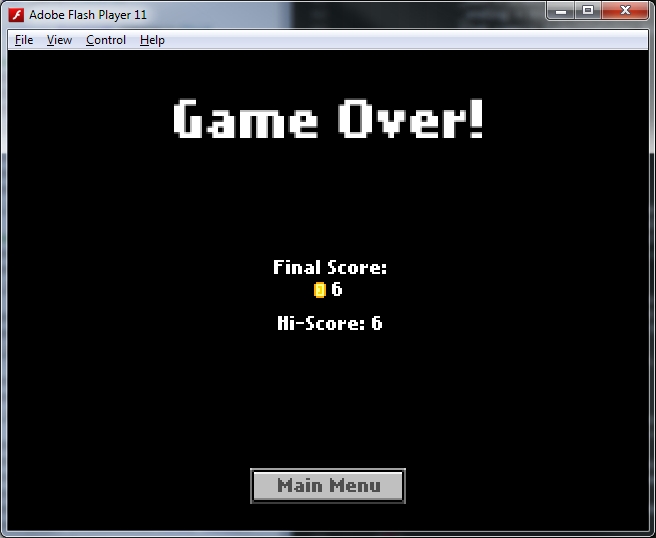 Adobe Flash Player 11
File View Control Help
Game Over!
Final Score:
6
Hi-Score: 6
Main Menu